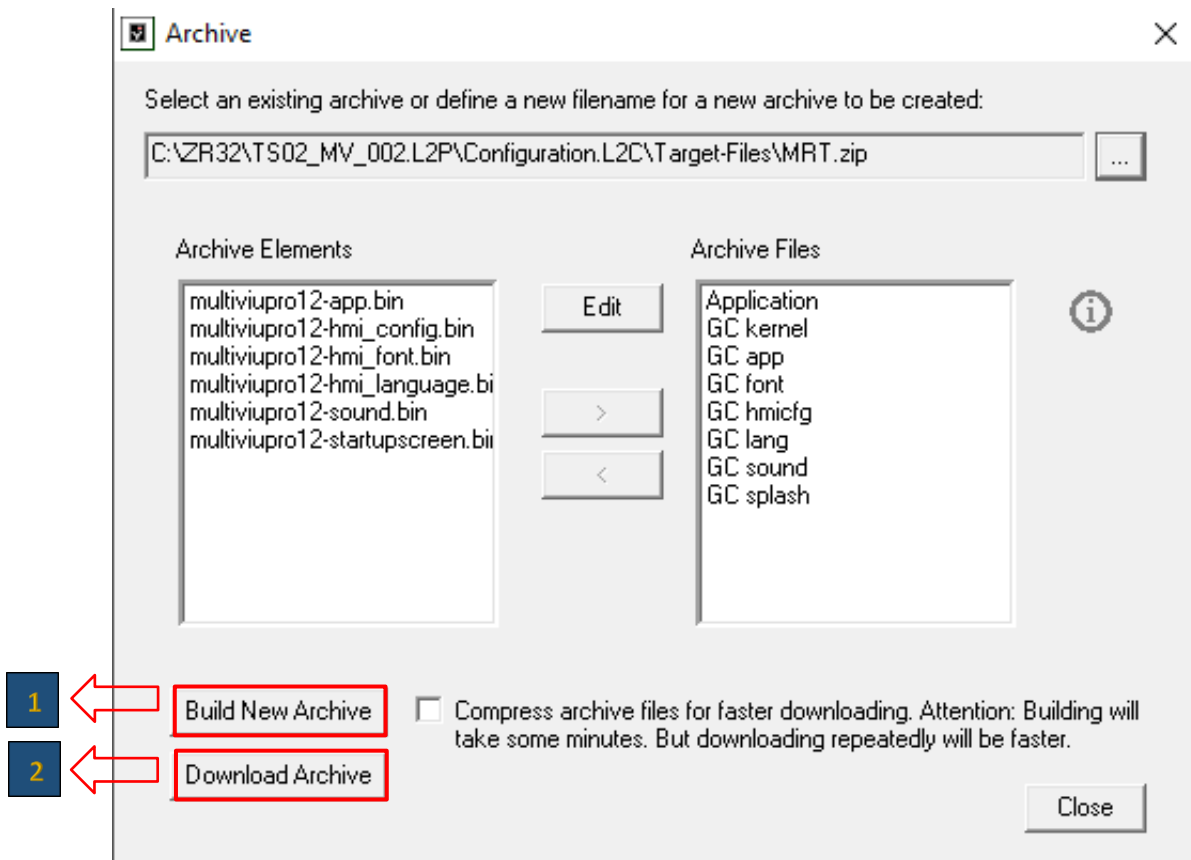 Archive
Select an existing archive or define a new filename for a new archive to be created:
C:\ZR32\TS02_MV_002.L2P\Configuration.L2C\Target-Files\MRT.zip
...
Archive Elements
Archive Files
multiviupro12-app.bin
multiviupro12-hmi_config.bin
multiviupro12-hmi_font.bin
multiviupro12-hmi_language.bi
multiviupro12-sound.bin
multiviupro12-startupscreen.bin
Edit
>
<
Application
GC kernel
GC app
GC font
GC hmicfg
GC lang
GC sound
GC splash
1
Build New Archive
Compress archive files for faster downloading. Attention: Building will
take some minutes. But downloading repeatedly will be faster.
2
Download Archive
Close